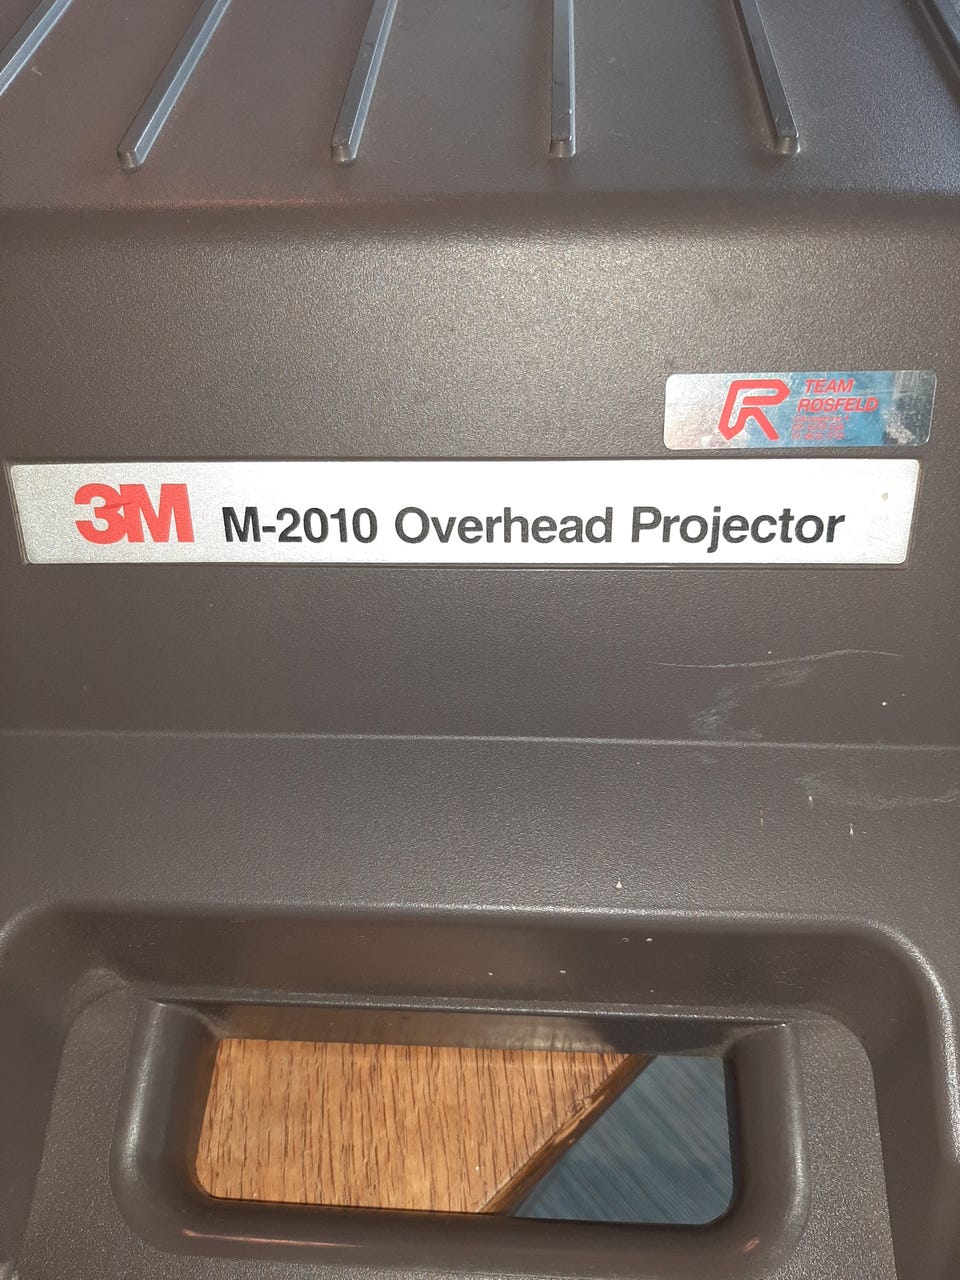 TEAM
RØSFELD
3M M-2010 Overhead Projector